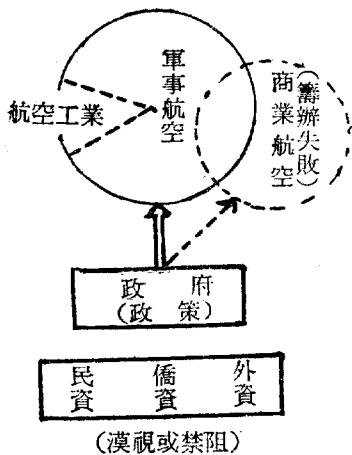 軍事航空
航空工業
(籌辦失敗)
商業航空
政府
(政策)
民資 僑資 外資
(漠視或禁阻)